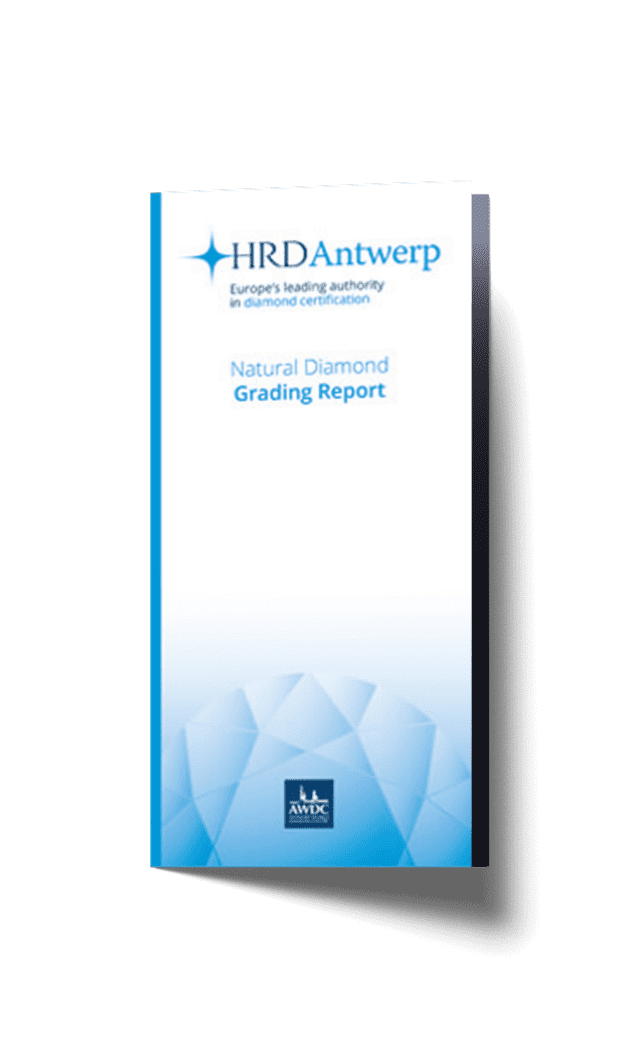 HRDAntwerp
Europe's leading authority
in diamond certification
Natural Diamond
Grading Report
AWDC